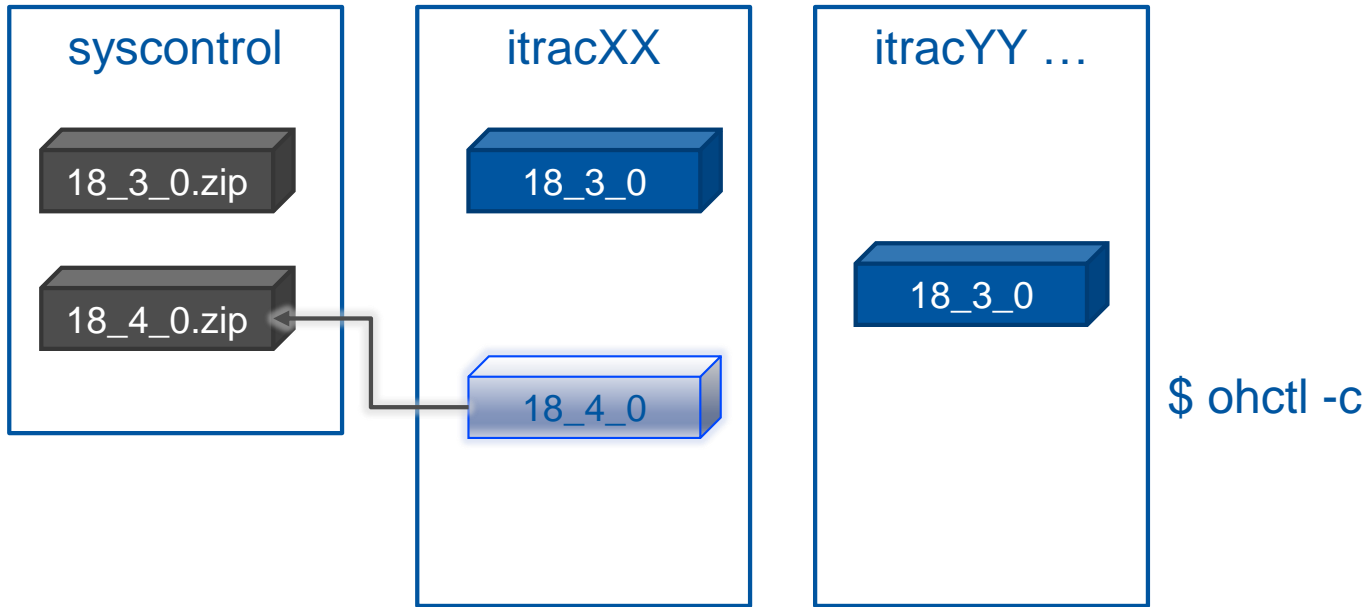 syscontrol
18_3_0.zip
18_4_0.zip
itracXX
18_3_0
18_4_0
itracYY …
18_3_0
$ ohctl -c